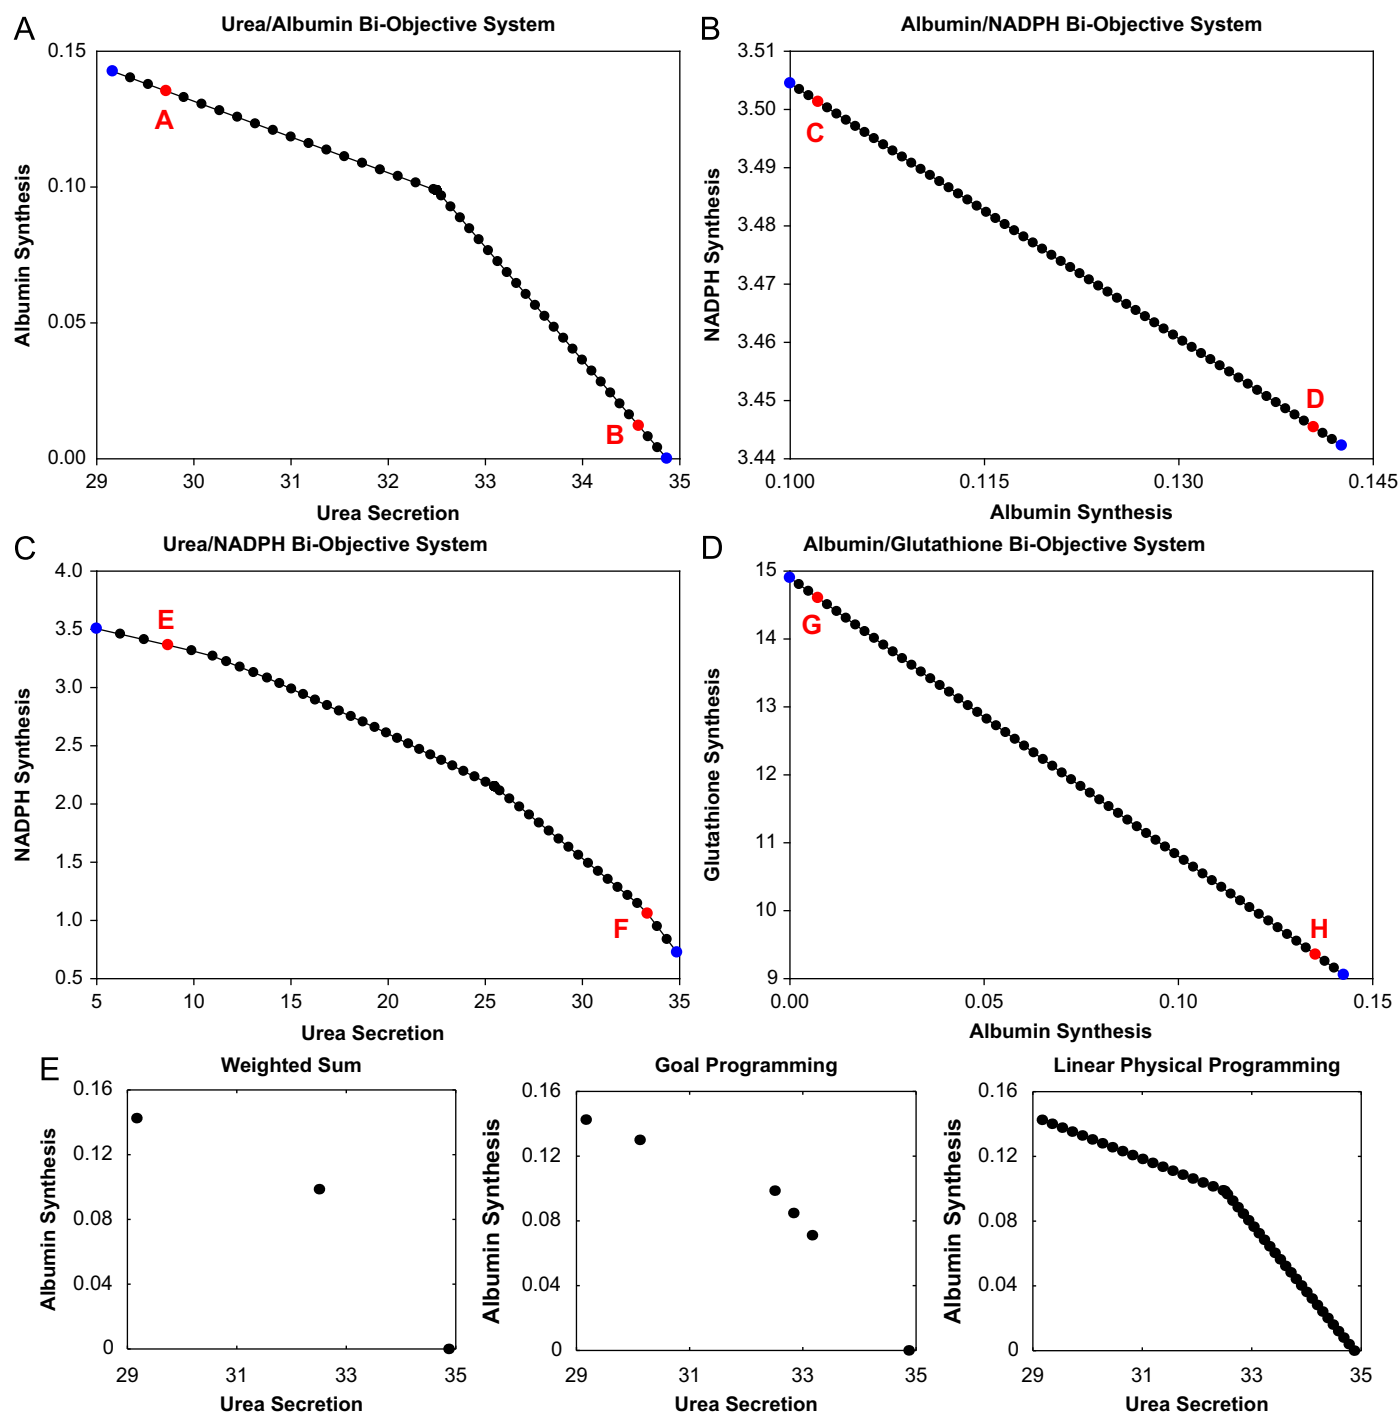 A
Urea/Albumin Bi-Objective System
Albumin Synthesis
0.15
0.10
0.05
0.00
A
B
29 30 31 32 33 34 35
Urea Secretion
B
Albumin/NADPH Bi-Objective System
NADPH Synthesis
3.51
3.50
3.49
3.48
3.47
3.46
3.45
3.44
C
D
0.100 0.115 0.130 0.145
Albumin Synthesis
C
Urea/NADPH Bi-Objective System
NADPH Synthesis
4.0
3.5
3.0
2.5
2.0
1.5
1.0
0.5
E
F
5 10 15 20 25 30 35
Urea Secretion
D
Albumin/Glutathione Bi-Objective System
Glutathione Synthesis
15
14
13
12
11
10
9
G
H
0.00 0.05 0.10 0.15
Albumin Synthesis
E
Weighted Sum
Albumin Synthesis
0.16
0.12
0.08
0.04
0
29 31 33 35
Urea Secretion
Goal Programming
Albumin Synthesis
0.16
0.12
0.08
0.04
0
29 31 33 35
Urea Secretion
Linear Physical Programming
Albumin Synthesis
0.16
0.12
0.08
0.04
0
29 31 33 35
Urea Secretion